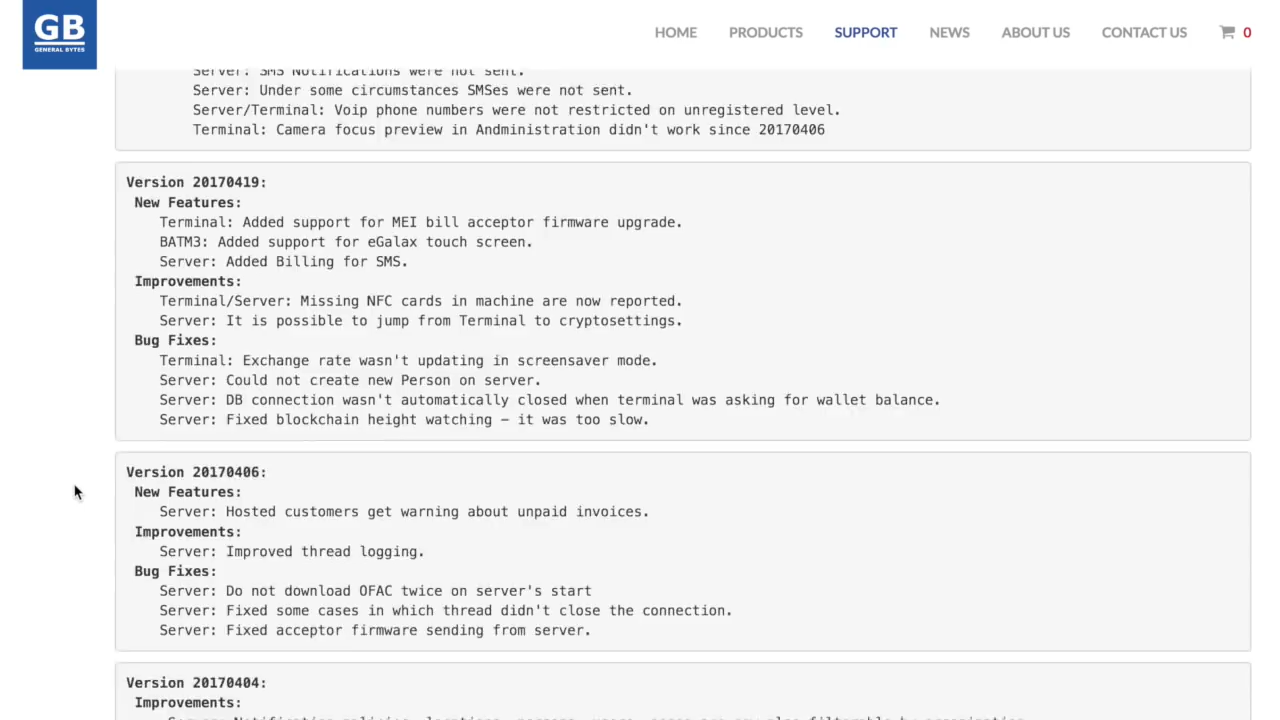 GB
GENERAL BYTES
HOME PRODUCTS SUPPORT NEWS ABOUT US CONTACT US 0
Server: SMS Notifications were not sent.
Server: Under some circumstances SMSes were not sent.
Server/Terminal: Voip phone numbers were not restricted on unregistered level.
Terminal: Camera focus preview in Andministration didn't work since 20170406
Version 20170419:
New Features:
Terminal: Added support for MEI bill acceptor firmware upgrade.
BATM3: Added support for eGalax touch screen.
Server: Added Billing for SMS.
Improvements:
Terminal/Server: Missing NFC cards in machine are now reported.
Server: It is possible to jump from Terminal to cryptosettings.
Bug Fixes:
Terminal: Exchange rate wasn't updating in screensaver mode.
Server: Could not create new Person on server.
Server: DB connection wasn't automatically closed when terminal was asking for wallet balance.
Server: Fixed blockchain height watching – it was too slow.
Version 20170406:
New Features:
Server: Hosted customers get warning about unpaid invoices.
Improvements:
Server: Improved thread logging.
Bug Fixes:
Server: Do not download OFAC twice on server's start
Server: Fixed some cases in which thread didn't close the connection.
Server: Fixed acceptor firmware sending from server.
Version 20170404:
Improvements: